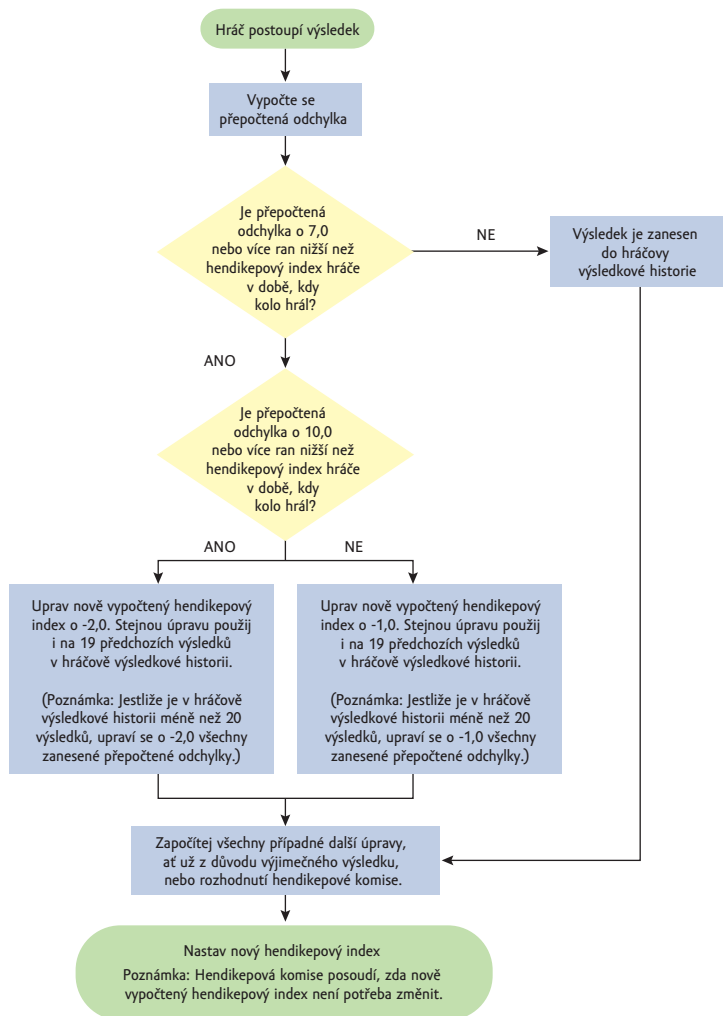 Hráč postoupí výsledek
Vypočte se
přepočtená odchylka
Je přepočtená
odchylka o 7,0
nebo více ran nižší než
hendikepový index hráče
v době, kdy
kolo hrál?
NE
Výsledek je zanesen
do hráčovy
výsledkové historie
ANO
Je přepočtená
odchylka o 10,0
nebo více ran nižší než
hendikepový index hráče
v době, kdy
kolo hrál?
ANO
NE
Uprav nově vypočtený hendikepový
index o -2,0. Stejnou úpravu použij
i na 19 předchozích výsledků
v hráčově výsledkové historii.
(Poznámka: Jestliže je v hráčově
výsledkové historii méně než 20
výsledků, upraví se o -2,0 všechny
zanesené přepočtené odchylky.)
Uprav nově vypočtený hendikepový
index o -1,0. Stejnou úpravu použij
i na 19 předchozích výsledků
v hráčově výsledkové historii.
(Poznámka: Jestliže je v hráčově
výsledkové historii méně než 20
výsledků, upraví se o -1,0 všechny
zanesené přepočtené odchylky.)
Započítej všechny případné další úpravy,
ať už z důvodu výjimečného výsledku,
nebo rozhodnutí hendikepové komise.
Nastav nový hendikepový index
Poznámka: Hendikepová komise posoudí, zda nově
vypočtený hendikepový index není potřeba změnit.